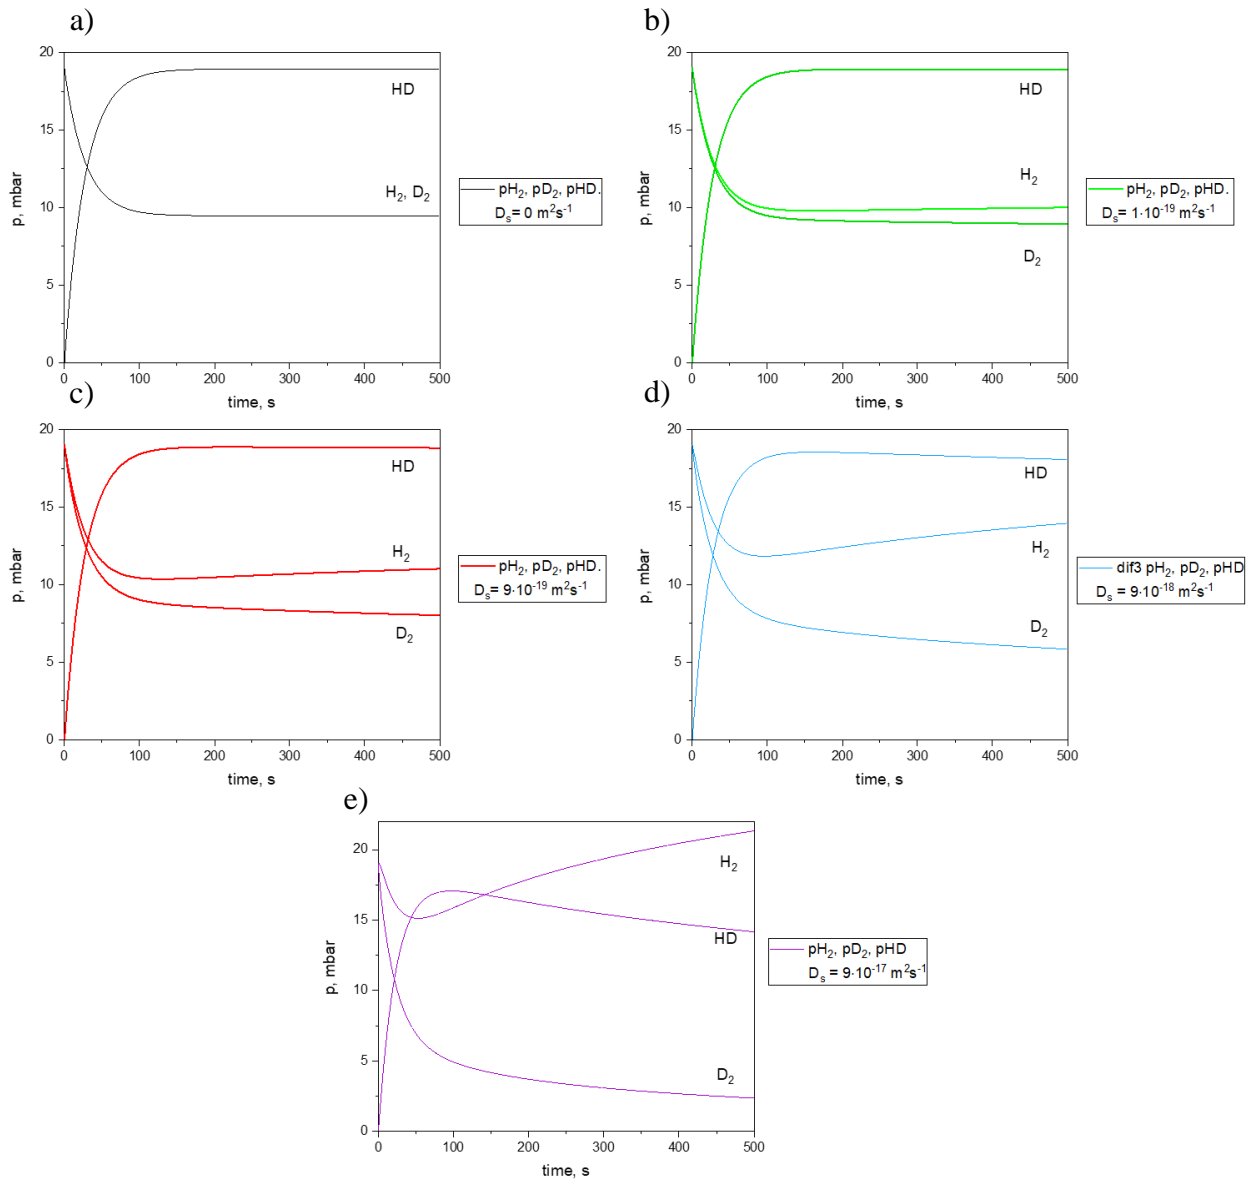 a)
20
15
10
5
0
p, mbar
0 100 200 300 400 500
time, s
HD
H₂, D₂
pH₂, pD₂, pHD.
Dₛ= 0 m²s⁻¹
b)
20
15
10
5
0
p, mbar
0 100 200 300 400 500
time, s
HD
H₂
D₂
pH₂, pD₂, pHD.
Dₛ= 1·10⁻¹⁹ m²s⁻¹
c)
20
15
10
5
0
p, mbar
0 100 200 300 400 500
time, s
HD
H₂
D₂
pH₂, pD₂, pHD.
Dₛ= 9·10⁻¹⁹ m²s⁻¹
d)
20
15
10
5
0
p, mbar
0 100 200 300 400 500
time, s
HD
H₂
D₂
dif3 pH₂, pD₂, pHD
Dₛ = 9·10⁻¹⁸ m²s⁻¹
e)
20
15
10
5
0
p, mbar
0 100 200 300 400 500
time, s
H₂
HD
D₂
pH₂, pD₂, pHD
Dₛ = 9·10⁻¹⁷ m²s⁻¹